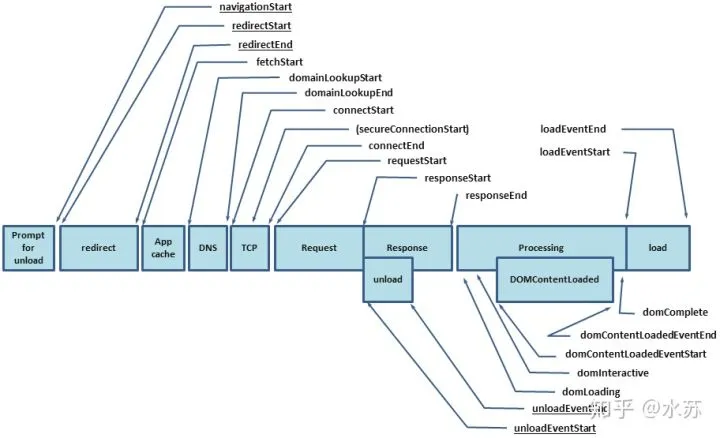 navigationStart
redirectStart
redirectEnd
fetchStart
domainLookupStart
domainLookupEnd
connectStart
(secureConnectionStart)
connectEnd
requestStart
responseStart
responseEnd
loadEventEnd
loadEventStart
Prompt
for
unload
redirect
App
cache
DNS
TCP
Request
Response
Processing
load
unload
DOMContentLoaded
domComplete
domContentLoadedEventEnd
domContentLoadedEventStart
domInteractive
domLoading
unloadEventEnd
unloadEventStart
知乎 @水苏